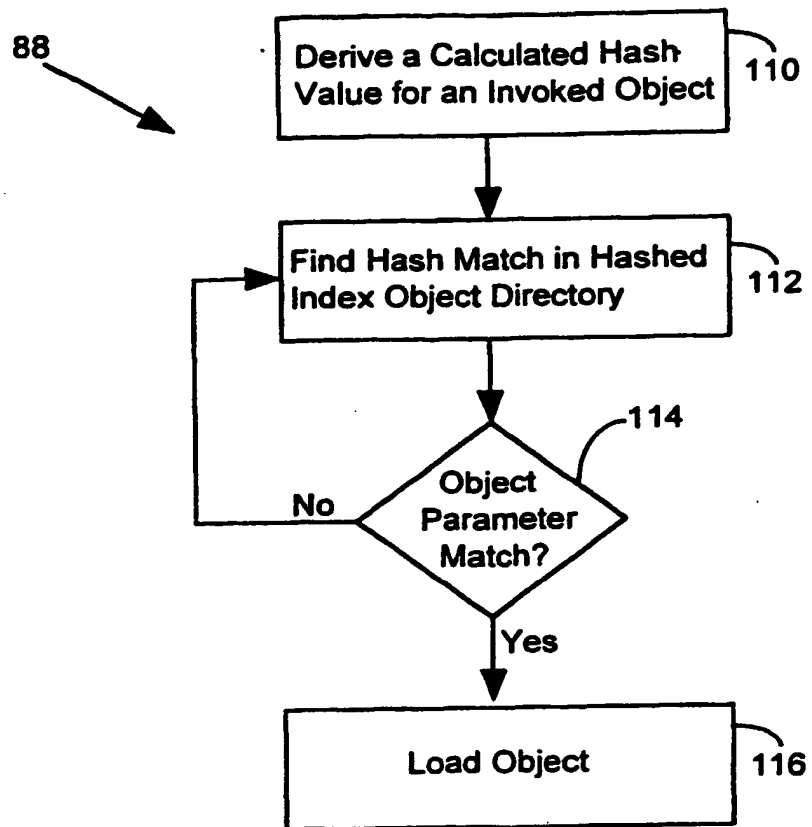 88
Derive a Calculated Hash
Value for an Invoked Object
110
Find Hash Match in Hashed
Index Object Directory
112
114
Object
Parameter
Match?
No
Yes
Load Object
116